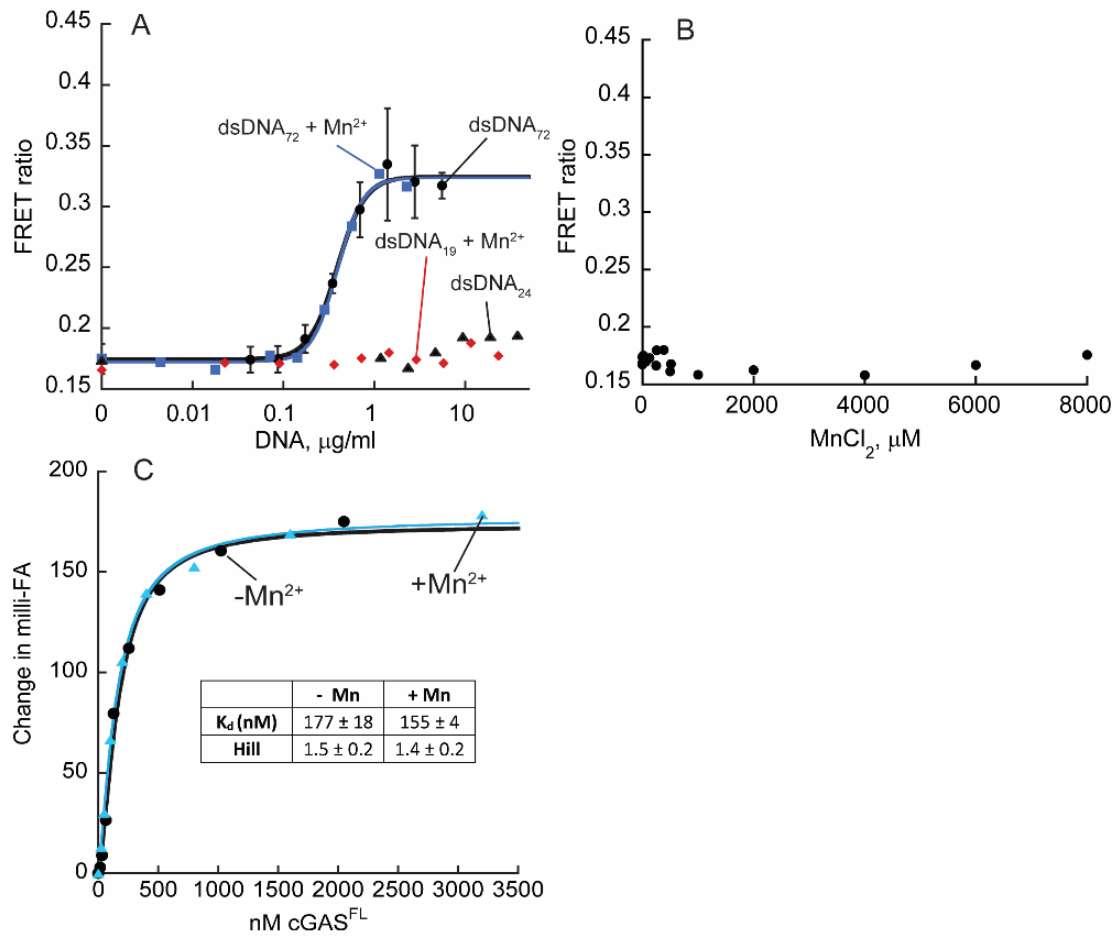 A
0.45
0.4
0.35
0.3
0.25
0.2
0.15
FRET ratio
dsDNA₇₂ + Mn²⁺
dsDNA₇₂
dsDNA₁₉ + Mn²⁺
dsDNA₂₄
0 0.01 0.1 1 10
DNA, μg/ml
B
0.45
0.4
0.35
0.3
0.25
0.2
0.15
FRET ratio
0 2000 4000 6000 8000
MnCl₂, μM
C
200
150
100
50
0
Change in milli-FA
-Mn²⁺
+Mn²⁺
- Mn + Mn
K_d (nM) 177 ± 18 155 ± 4
Hill 1.5 ± 0.2 1.4 ± 0.2
0 500 1000 1500 2000 2500 3000 3500
nM cGAS^FL